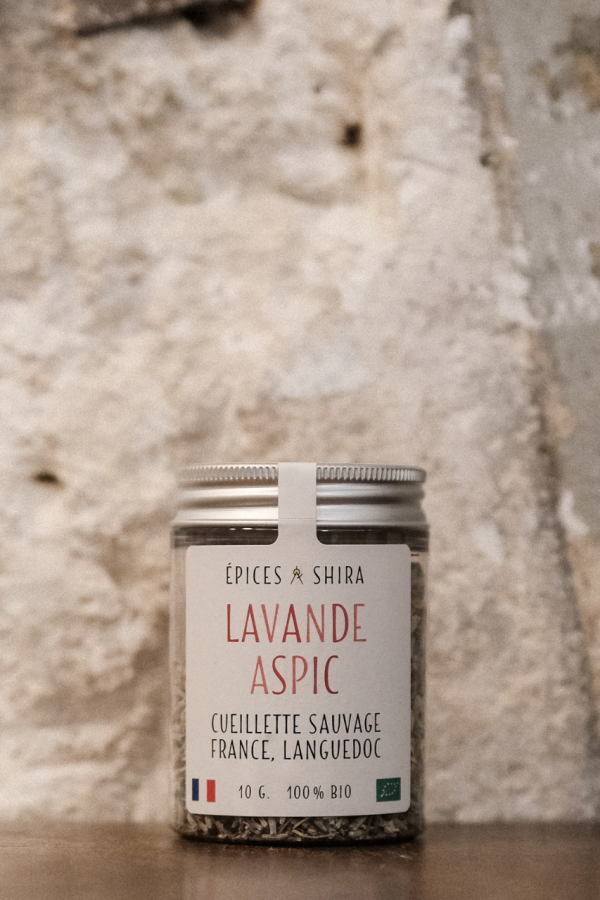 ÉPICES SHIRA
LAVANDE
ASPIC
CUEILLETTE SAUVAGE
FRANCE, LANGUEDOC
10 G. 100% BIO